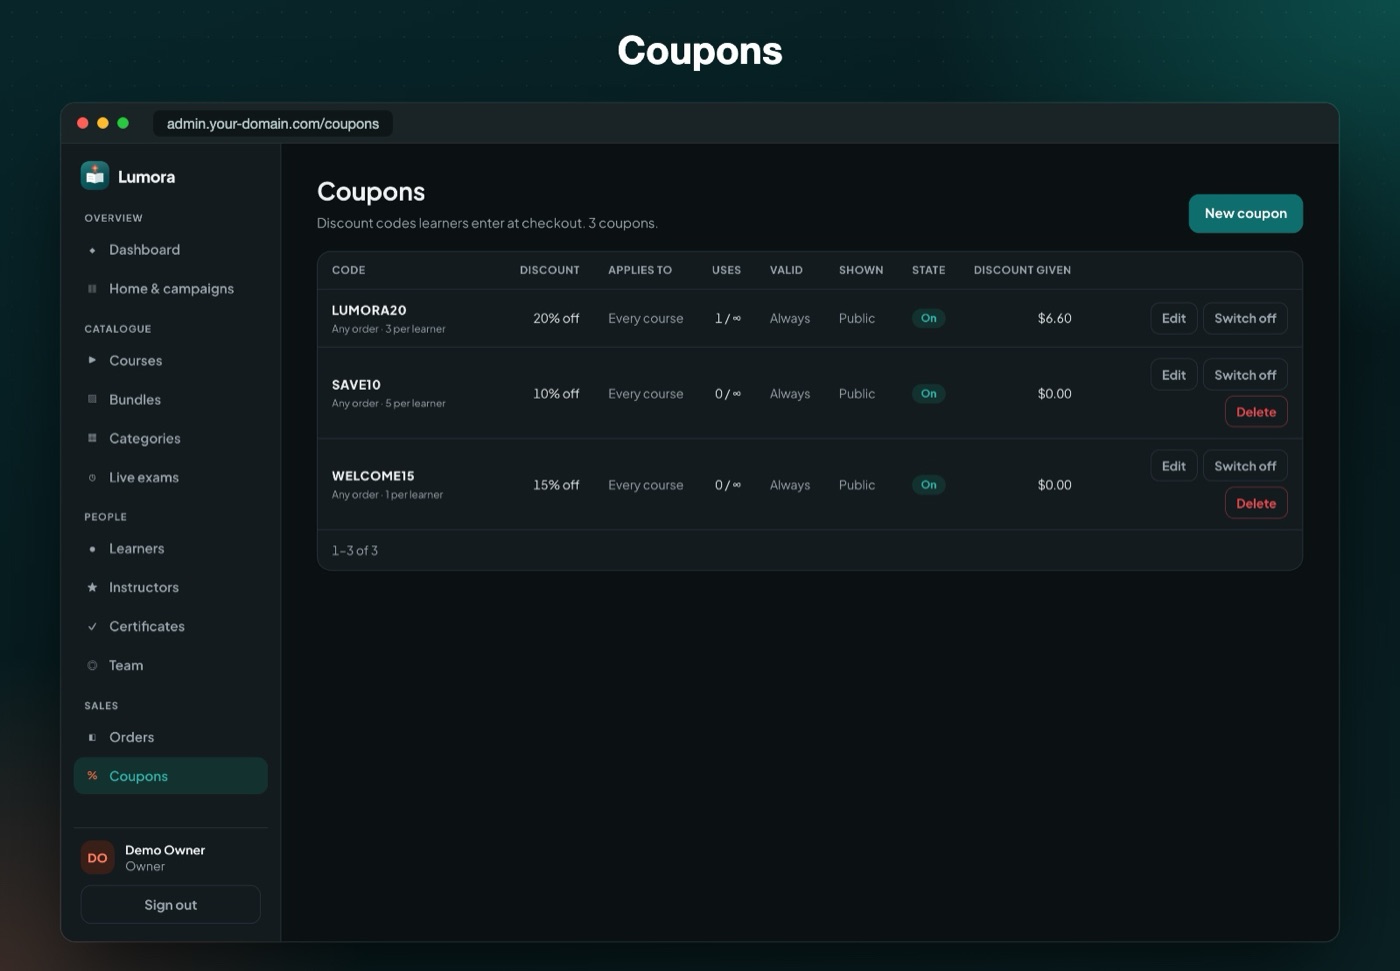 Coupons
admin.your-domain.com/coupons
Lumora
OVERVIEW
Dashboard
Home & campaigns
CATALOGUE
Courses
Bundles
Categories
Live exams
PEOPLE
Learners
Instructors
Certificates
Team
SALES
Orders
% Coupons
DO
Demo Owner
Owner
Sign out
Coupons
Discount codes learners enter at checkout. 3 coupons.
New coupon
CODE DISCOUNT APPLIES TO USES VALID SHOWN STATE DISCOUNT GIVEN
LUMORA20
Any order · 3 per learner
20% off Every course 1 / ∞ Always Public On $6.60 Edit Switch off
SAVE10
Any order · 5 per learner
10% off Every course 0 / ∞ Always Public On $0.00 Edit Switch off
Delete
WELCOME15
Any order · 1 per learner
15% off Every course 0 / ∞ Always Public On $0.00 Edit Switch off
Delete
1–3 of 3